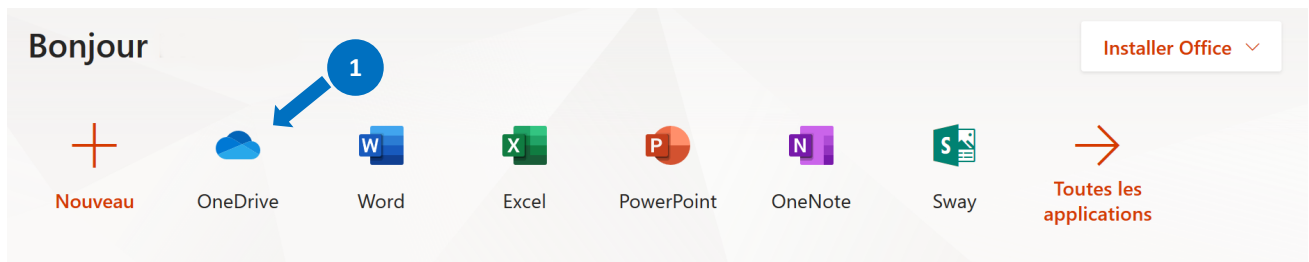 Bonjour
Installer Office
1
W
X
P
N
S
Nouveau
OneDrive
Word
Excel
PowerPoint
OneNote
Sway
Toutes les
applications